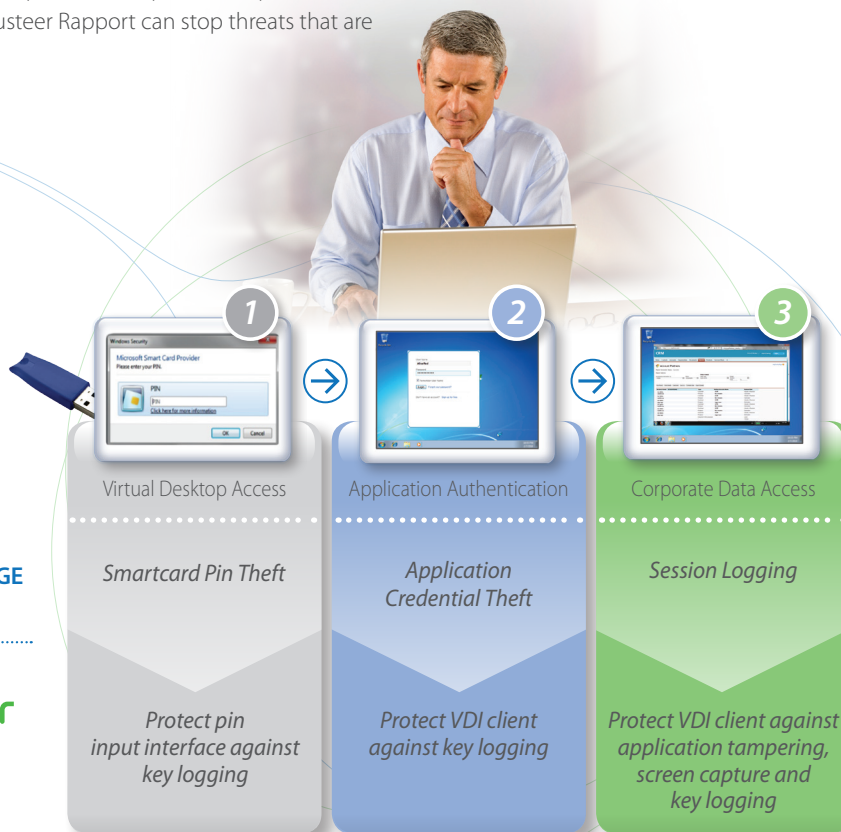 usteer Rapport can stop threats that are
1
2
3
Windows Security
Microsoft Smart Card Provider
Please enter your PIN.
PIN
PIN
Click here for more information
OK
Cancel
Virtual Desktop Access
Application Authentication
Corporate Data Access
GE
r
Smartcard Pin Theft
Application
Credential Theft
Session Logging
Protect pin
input interface against
key logging
Protect VDI client
against key logging
Protect VDI client against
application tampering,
screen capture and
key logging